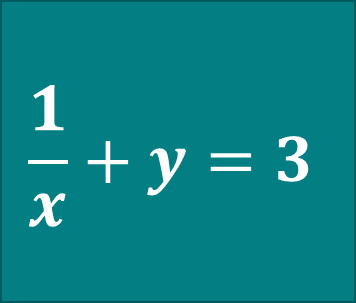 1/x + y = 3